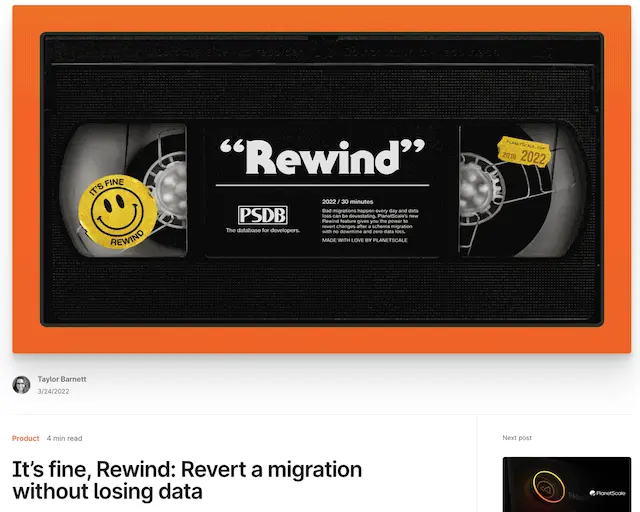 “Rewind”
PSDB
The database for developers.
2022 / 30 minutes
Bad migrations happen every day and data
loss can be devastating. PlanetScale's new
Rewind feature gives you the power to
revert changes after a schema migration
with no downtime and zero data loss.
MADE WITH LOVE BY PLANETSCALE
IT'S FINE
REWIND
PLANETSCALE.COM
2018 2022
Taylor Barnett
3/24/2022
Product 4 min read
It's fine, Rewind: Revert a migration
without losing data
Next post
PlanetScale